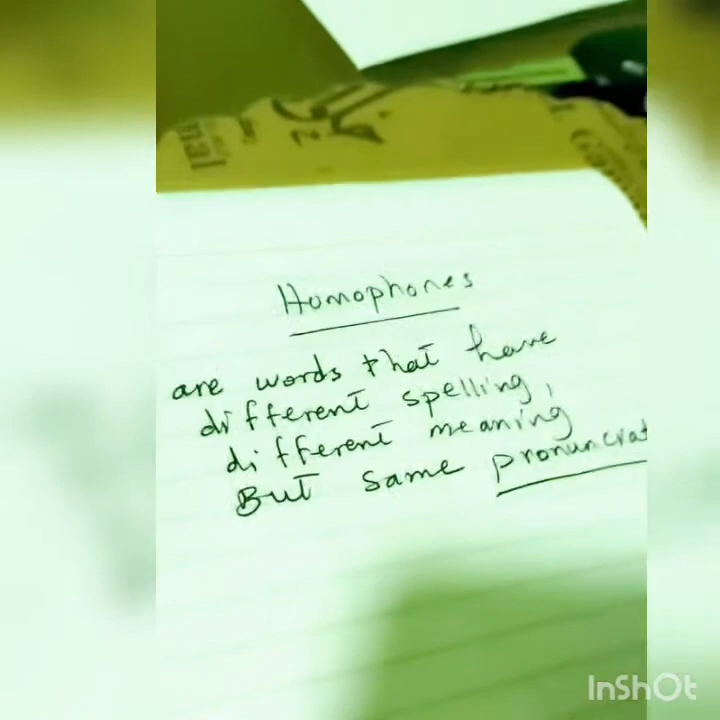 Homophones
are words that have
different spelling,
different meaning
But same pronunciat
InShOt